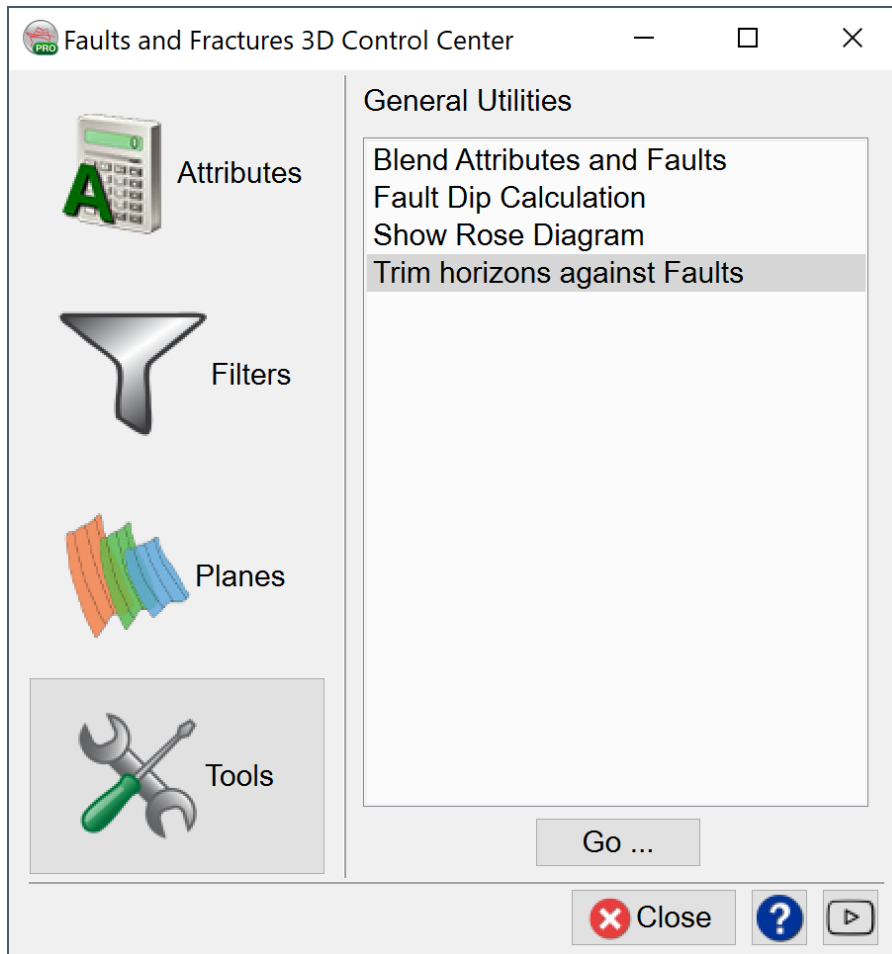 PRO
Faults and Fractures 3D Control Center
Attributes
Filters
Planes
Tools
General Utilities
Blend Attributes and Faults
Fault Dip Calculation
Show Rose Diagram
Trim horizons against Faults
Go ...
Close
?